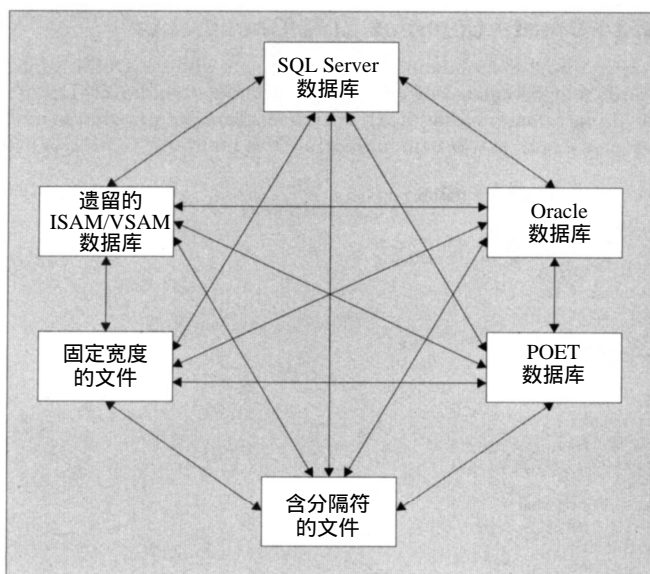 SQL Server
数据库
遗留的
ISAM/VSAM
数据库
Oracle
数据库
固定宽度
的文件
POET
数据库
含分隔符
的文件